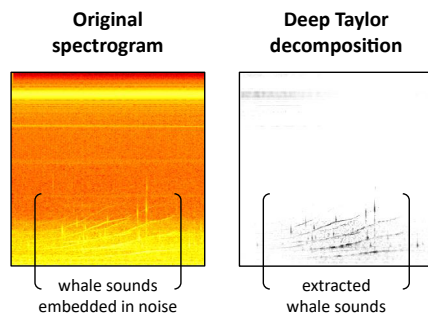 Original
spectrogram
Deep Taylor
decomposition
whale sounds
embedded in noise
extracted
whale sounds